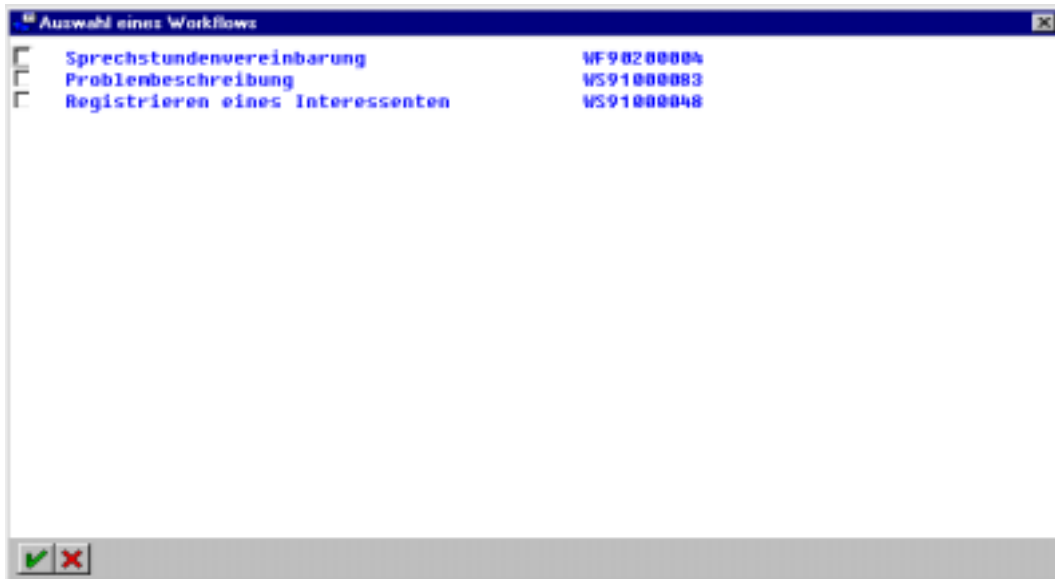 Auswahl eines Workflows
Sprechstundenvereinbarung WF90200004
Problembeschreibung WS91000083
Registrieren eines Interessenten WS91000048